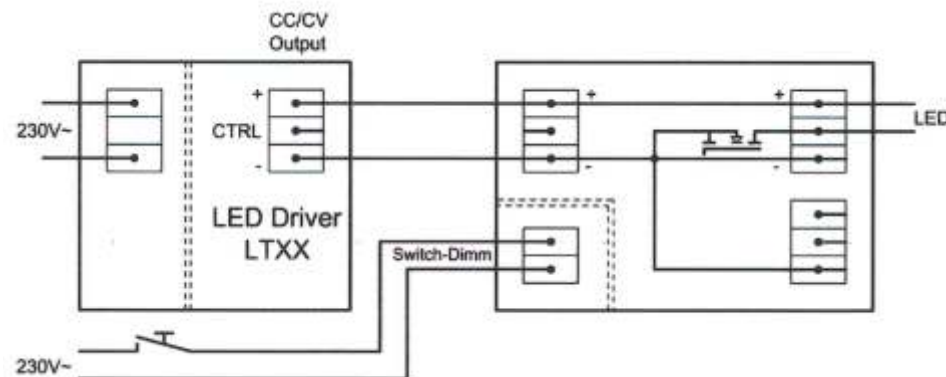 CC/CV
Output
+
+
+
230V~
CTRL
LED
-
-
-
LED Driver
LTXX
Switch-Dimm
230V~